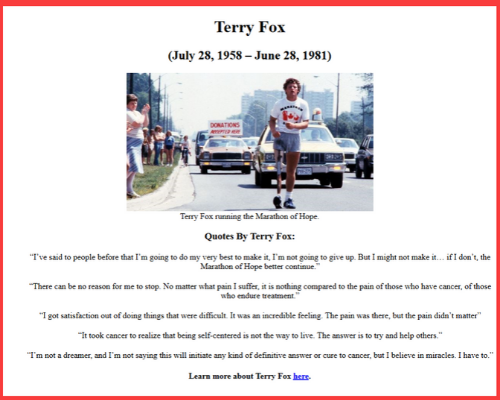 Terry Fox
(July 28, 1958 – June 28, 1981)
DONATIONS
ACCEPTED HERE
MARATHON
Terry Fox running the Marathon of Hope.
Quotes By Terry Fox:
“I’ve said to people before that I’m going to do my very best to make it, I’m not going to give up. But I might not make it… if I don’t, the
Marathon of Hope better continue.”
“There can be no reason for me to stop. No matter what pain I suffer, it is nothing compared to the pain of those who have cancer, of those
who endure treatment.”
“I got satisfaction out of doing things that were difficult. It was an incredible feeling. The pain was there, but the pain didn’t matter”
“It took cancer to realize that being self-centered is not the way to live. The answer is to try and help others.”
“I’m not a dreamer, and I’m not saying this will initiate any kind of definitive answer or cure to cancer, but I believe in miracles. I have to.”
Learn more about Terry Fox here.